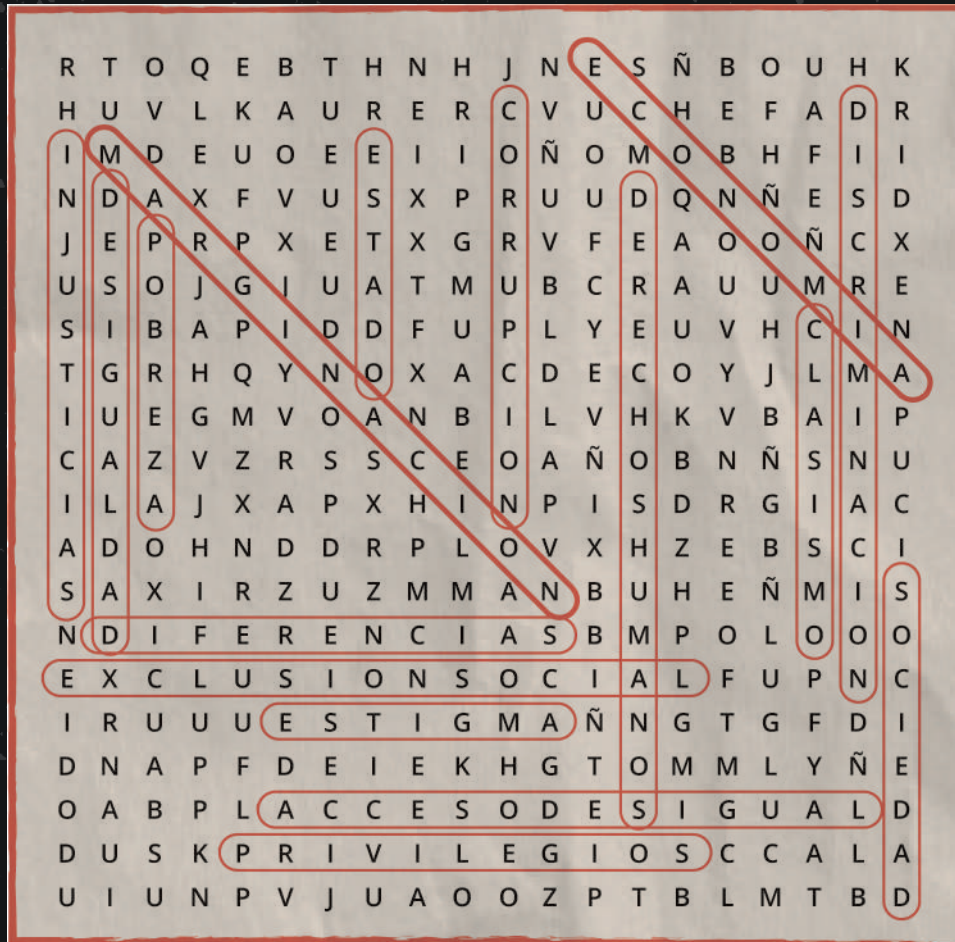 R T O Q E B T H N H J N E S Ñ B O U H K
H U V L K A U R E R C V U C H E F A D R
I M D E U O E E I I O Ñ O M O B H F I I
N D A X F V U S X P R U U D Q N Ñ E S D
J E P R P X E T X G R V F E A O O Ñ C X
U S O J G I U A T M U B C R A U U M R E
S I B A P I D D F U P L Y E U V H C I N
T G R H Q Y N O X A C D E C O Y J L M A
I U E G M V O A N B I L V H K V B A I P
C A Z V Z R S S C E O A Ñ O B N Ñ S N U
I L A J X A P X H I N P I S D R G I A C
A D O H N D D R P L O V X H Z E B S C I
S A X I R Z U Z M M A N B U H E Ñ M I S
N D I F E R E N C I A S B M P O L O O O
E X C L U S I O N S O C I A L F U P N C
I R U U U E S T I G M A Ñ N G T G F D I
D N A P F D E I E K H G T O M M L Y Ñ E
O A B P L A C C E S O D E S I G U A L D
D U S K P R I V I L E G I O S C C A L A
U I U N P V J U A O O Z P T B L M T B D